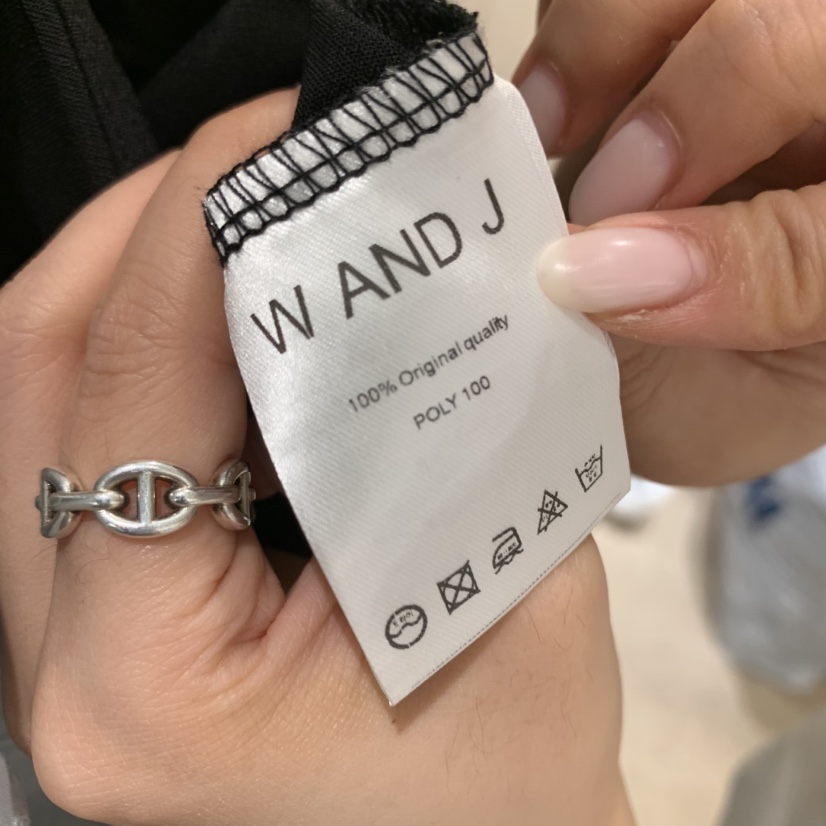 W AND J
100% Original quality
POLY 100